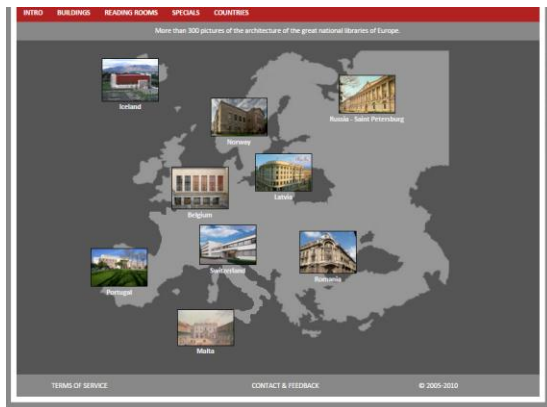 INTRO BUILDINGS READING ROOMS SPECIALS COUNTRIES
More than 300 pictures of the architecture of the great national libraries of Europe.
Iceland
Norway
Russia - Saint Petersburg
Latvia
Belgium
Switzerland
Romania
Portugal
Malta
TERMS OF SERVICE CONTACT & FEEDBACK © 2005-2010